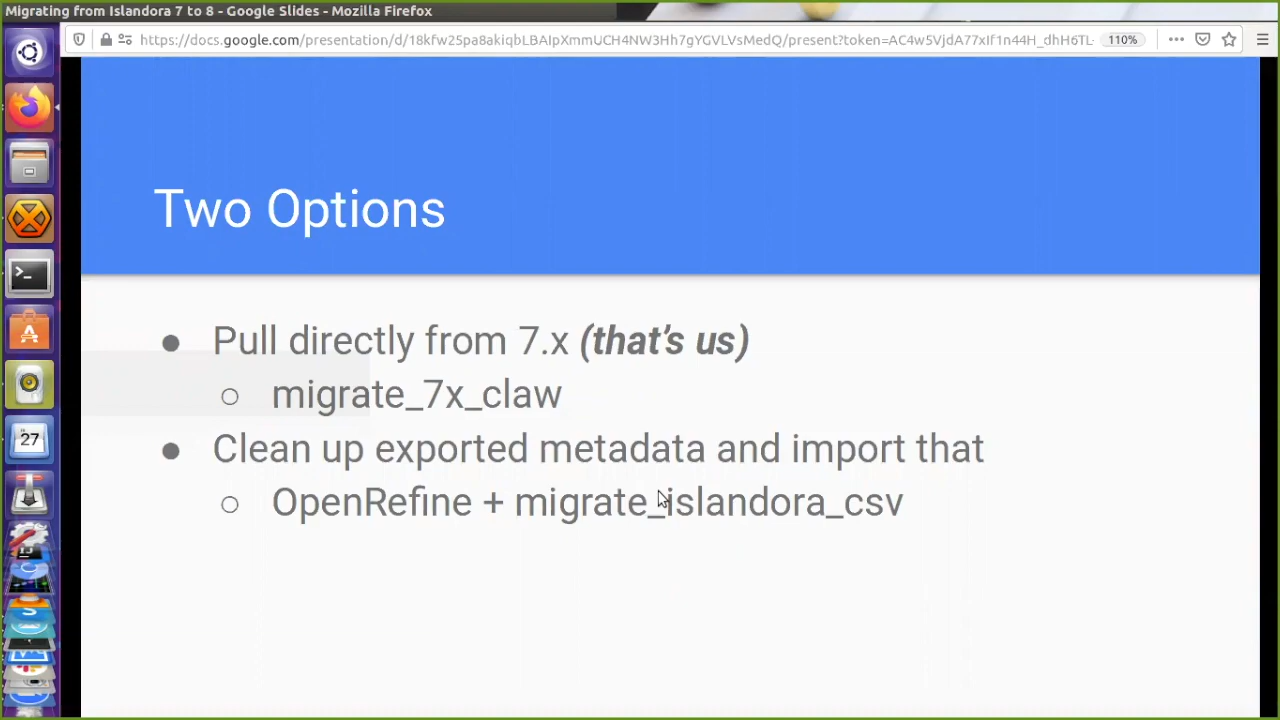 Migrating from Islandora 7 to 8 - Google Slides - Mozilla Firefox
https://docs.google.com/presentation/d/18kfw25pa8akiqbLBAIpXmmUCH4NW3Hh7gYGVLVsMedQ/present?token=AC4w5VjdA77xIf1n44H_dhH6TL- 110%
Two Options
● Pull directly from 7.x (that's us)
○ migrate_7x_claw
● Clean up exported metadata and import that
○ OpenRefine + migrate_islandora_csv
27